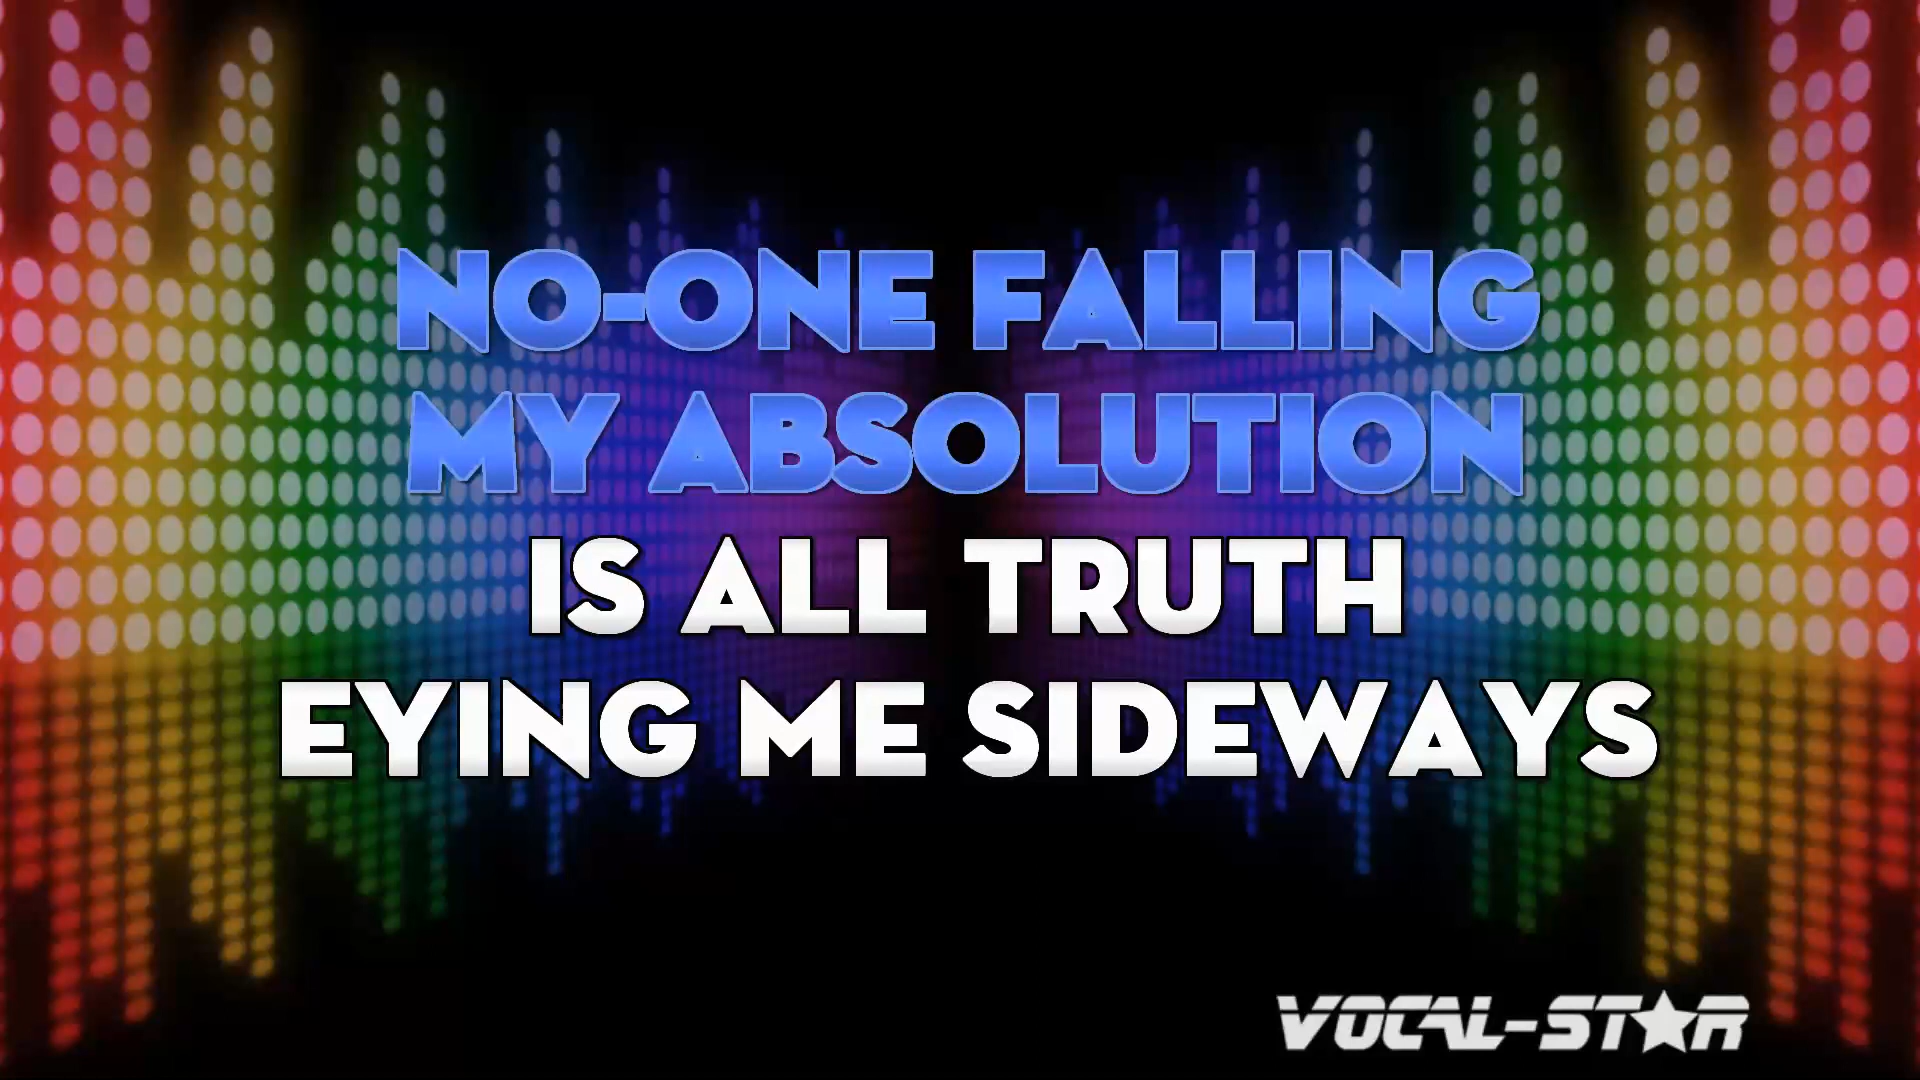 NO-ONE FALLING
MY ABSOLUTION
IS ALL TRUTH
EYING ME SIDEWAYS
VOCAL-STAR